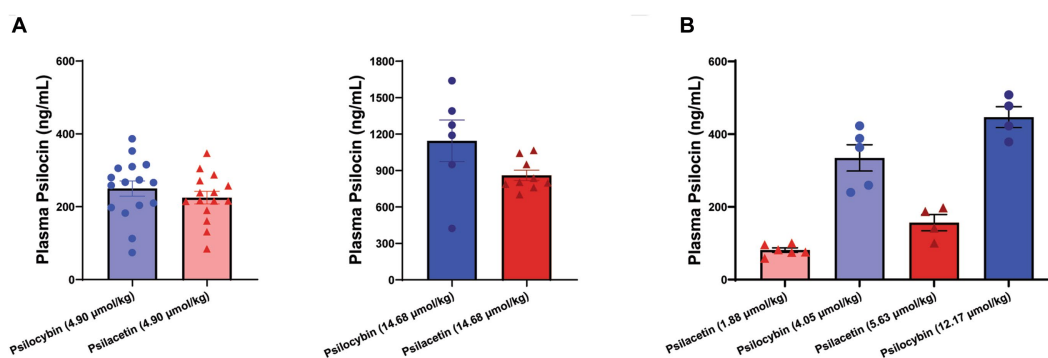 A
Plasma Psilocin (ng/mL)
600
400
200
0
Psilocybin (4.90 μmol/kg)
Psilacetin (4.90 μmol/kg)
Plasma Psilocin (ng/mL)
1800
1500
1200
900
600
300
0
Psilocybin (14.68 μmol/kg)
Psilacetin (14.68 μmol/kg)
B
Plasma Psilocin (ng/mL)
600
400
200
0
Psilacetin (1.88 μmol/kg)
Psilocybin (4.05 μmol/kg)
Psilacetin (5.63 μmol/kg)
Psilocybin (12.17 μmol/kg)